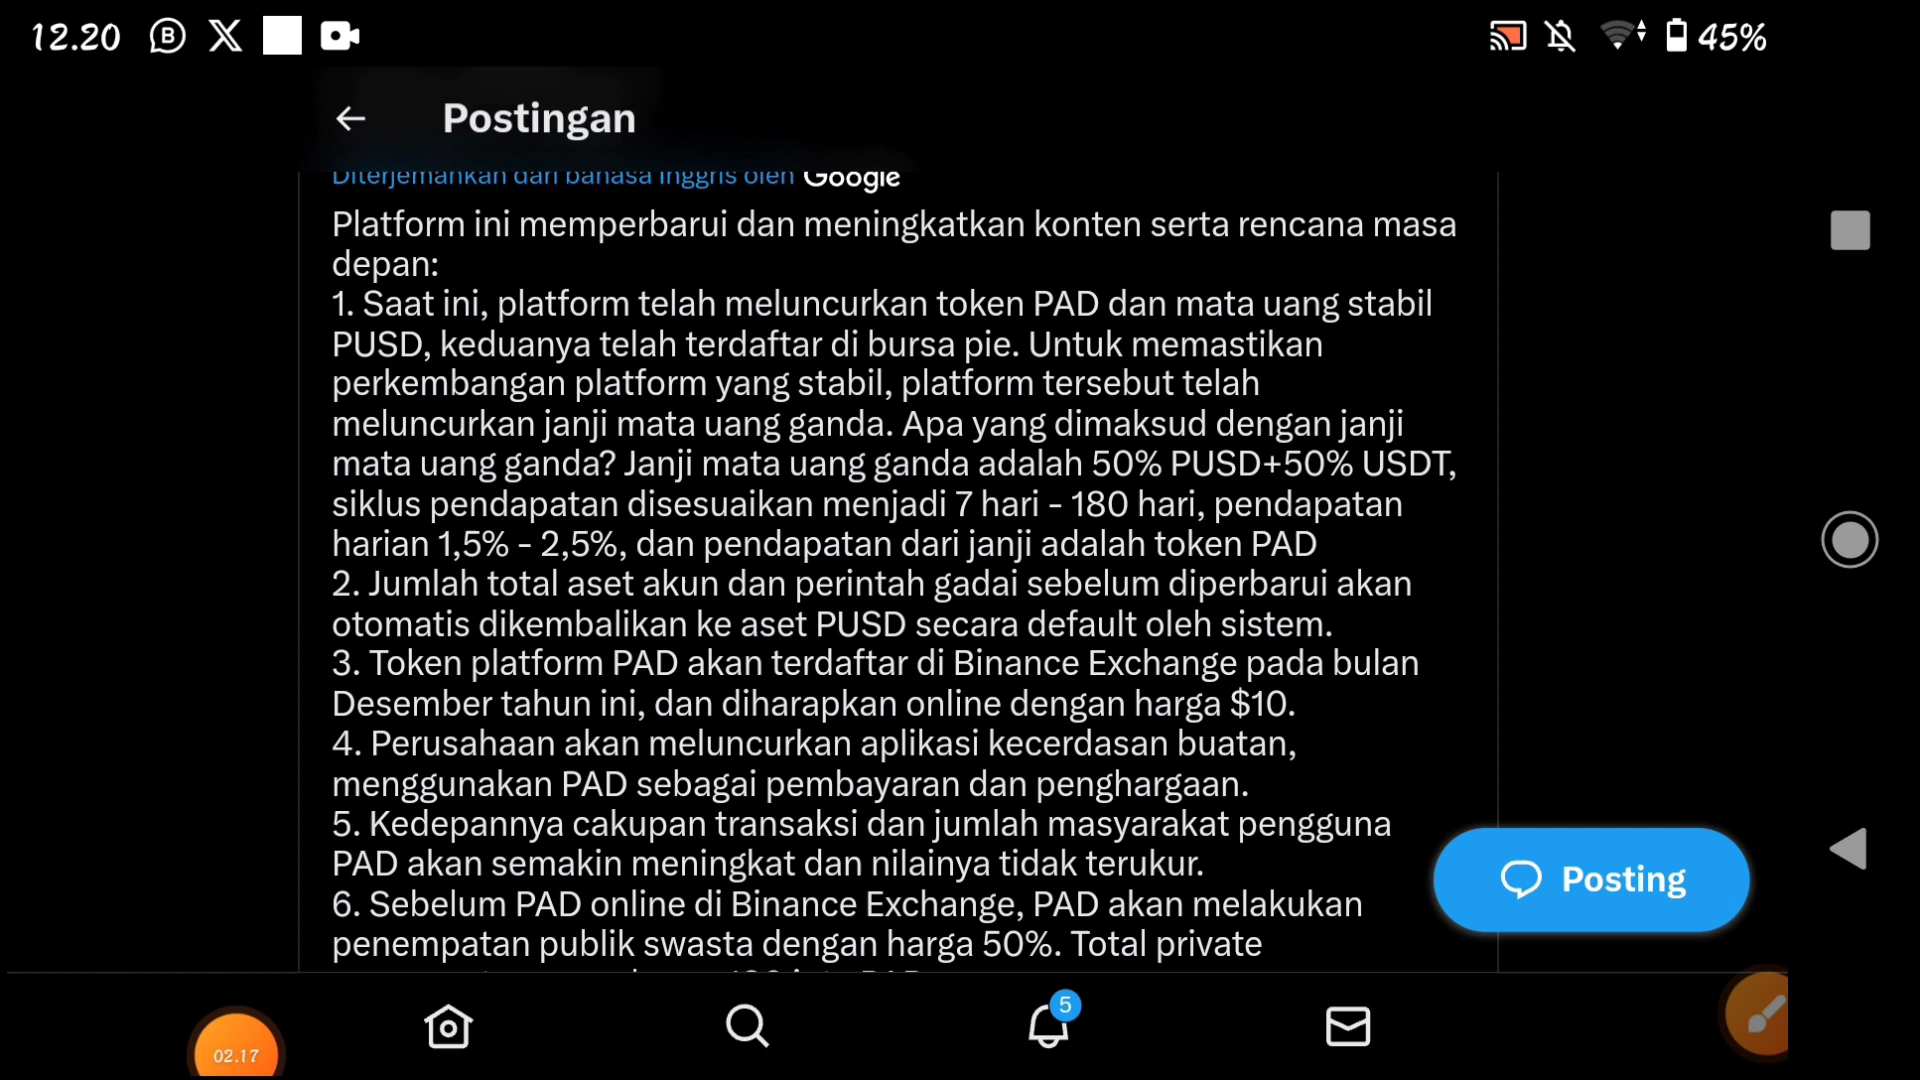 12.20
45%
Postingan
Diterjemahkan dari bahasa Inggris oleh Google
Platform ini memperbarui dan meningkatkan konten serta rencana masa
depan:
1. Saat ini, platform telah meluncurkan token PAD dan mata uang stabil
PUSD, keduanya telah terdaftar di bursa pie. Untuk memastikan
perkembangan platform yang stabil, platform tersebut telah
meluncurkan janji mata uang ganda. Apa yang dimaksud dengan janji
mata uang ganda? Janji mata uang ganda adalah 50% PUSD+50% USDT,
siklus pendapatan disesuaikan menjadi 7 hari - 180 hari, pendapatan
harian 1,5% - 2,5%, dan pendapatan dari janji adalah token PAD
2. Jumlah total aset akun dan perintah gadai sebelum diperbarui akan
otomatis dikembalikan ke aset PUSD secara default oleh sistem.
3. Token platform PAD akan terdaftar di Binance Exchange pada bulan
Desember tahun ini, dan diharapkan online dengan harga $10.
4. Perusahaan akan meluncurkan aplikasi kecerdasan buatan,
menggunakan PAD sebagai pembayaran dan penghargaan.
5. Kedepannya cakupan transaksi dan jumlah masyarakat pengguna
PAD akan semakin meningkat dan nilainya tidak terukur.
6. Sebelum PAD online di Binance Exchange, PAD akan melakukan
penempatan publik swasta dengan harga 50%. Total private
Posting
5
02.17